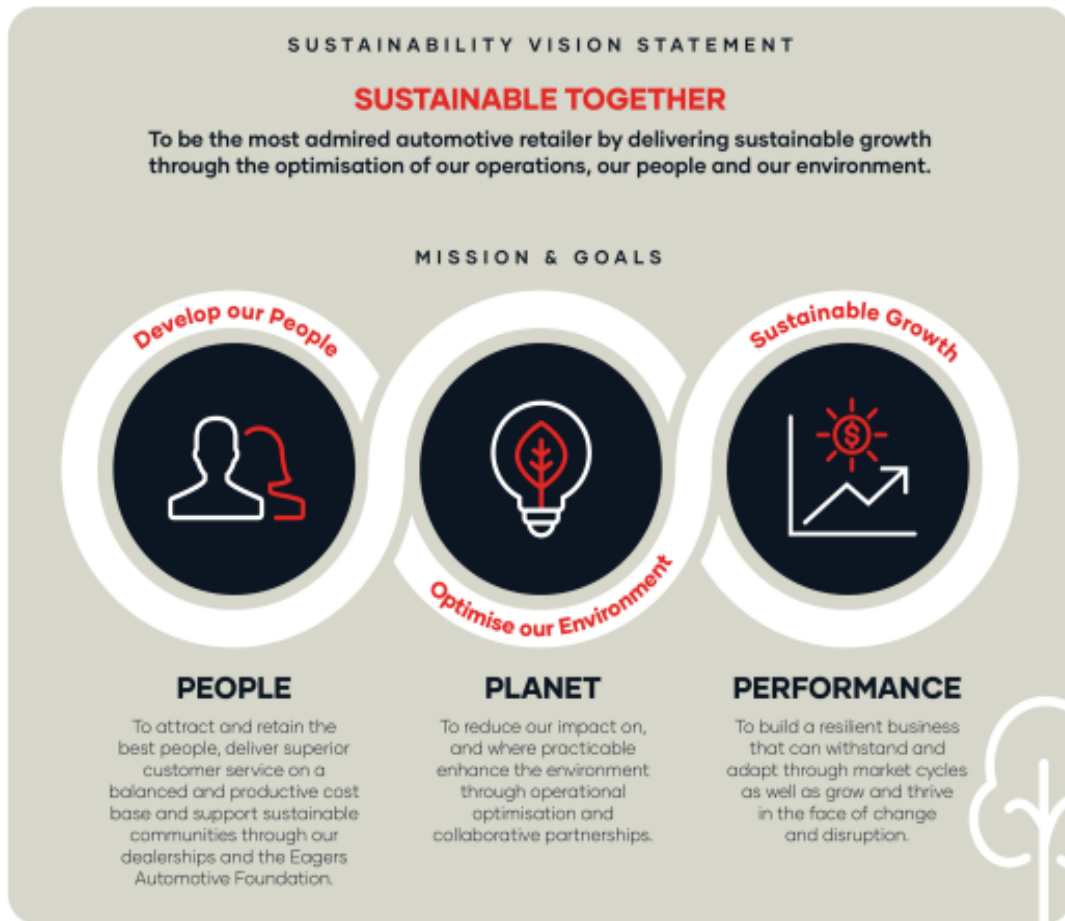 SUSTAINABILITY VISION STATEMENT
SUSTAINABLE TOGETHER
To be the most admired automotive retailer by delivering sustainable growth
through the optimisation of our operations, our people and our environment.
MISSION & GOALS
Develop our People
Optimise our Environment
Sustainable Growth
$
PEOPLE
To attract and retain the
best people, deliver superior
customer service on a
balanced and productive cost
base and support sustainable
communities through our
dealerships and the Eagers
Automotive Foundation.
PLANET
To reduce our impact on,
and where practicable
enhance the environment
through operational
optimisation and
collaborative partnerships.
PERFORMANCE
To build a resilient business
that can withstand and
adapt through market cycles
as well as grow and thrive
in the face of change
and disruption.